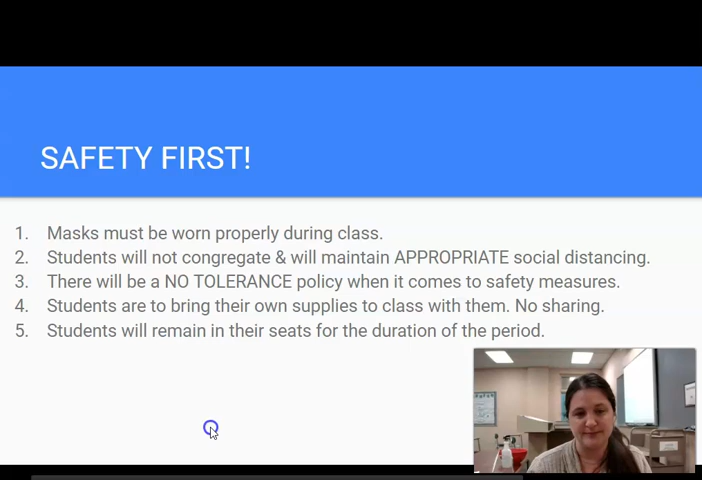 SAFETY FIRST!
1. Masks must be worn properly during class.
2. Students will not congregate & will maintain APPROPRIATE social distancing.
3. There will be a NO TOLERANCE policy when it comes to safety measures.
4. Students are to bring their own supplies to class with them. No sharing.
5. Students will remain in their seats for the duration of the period.